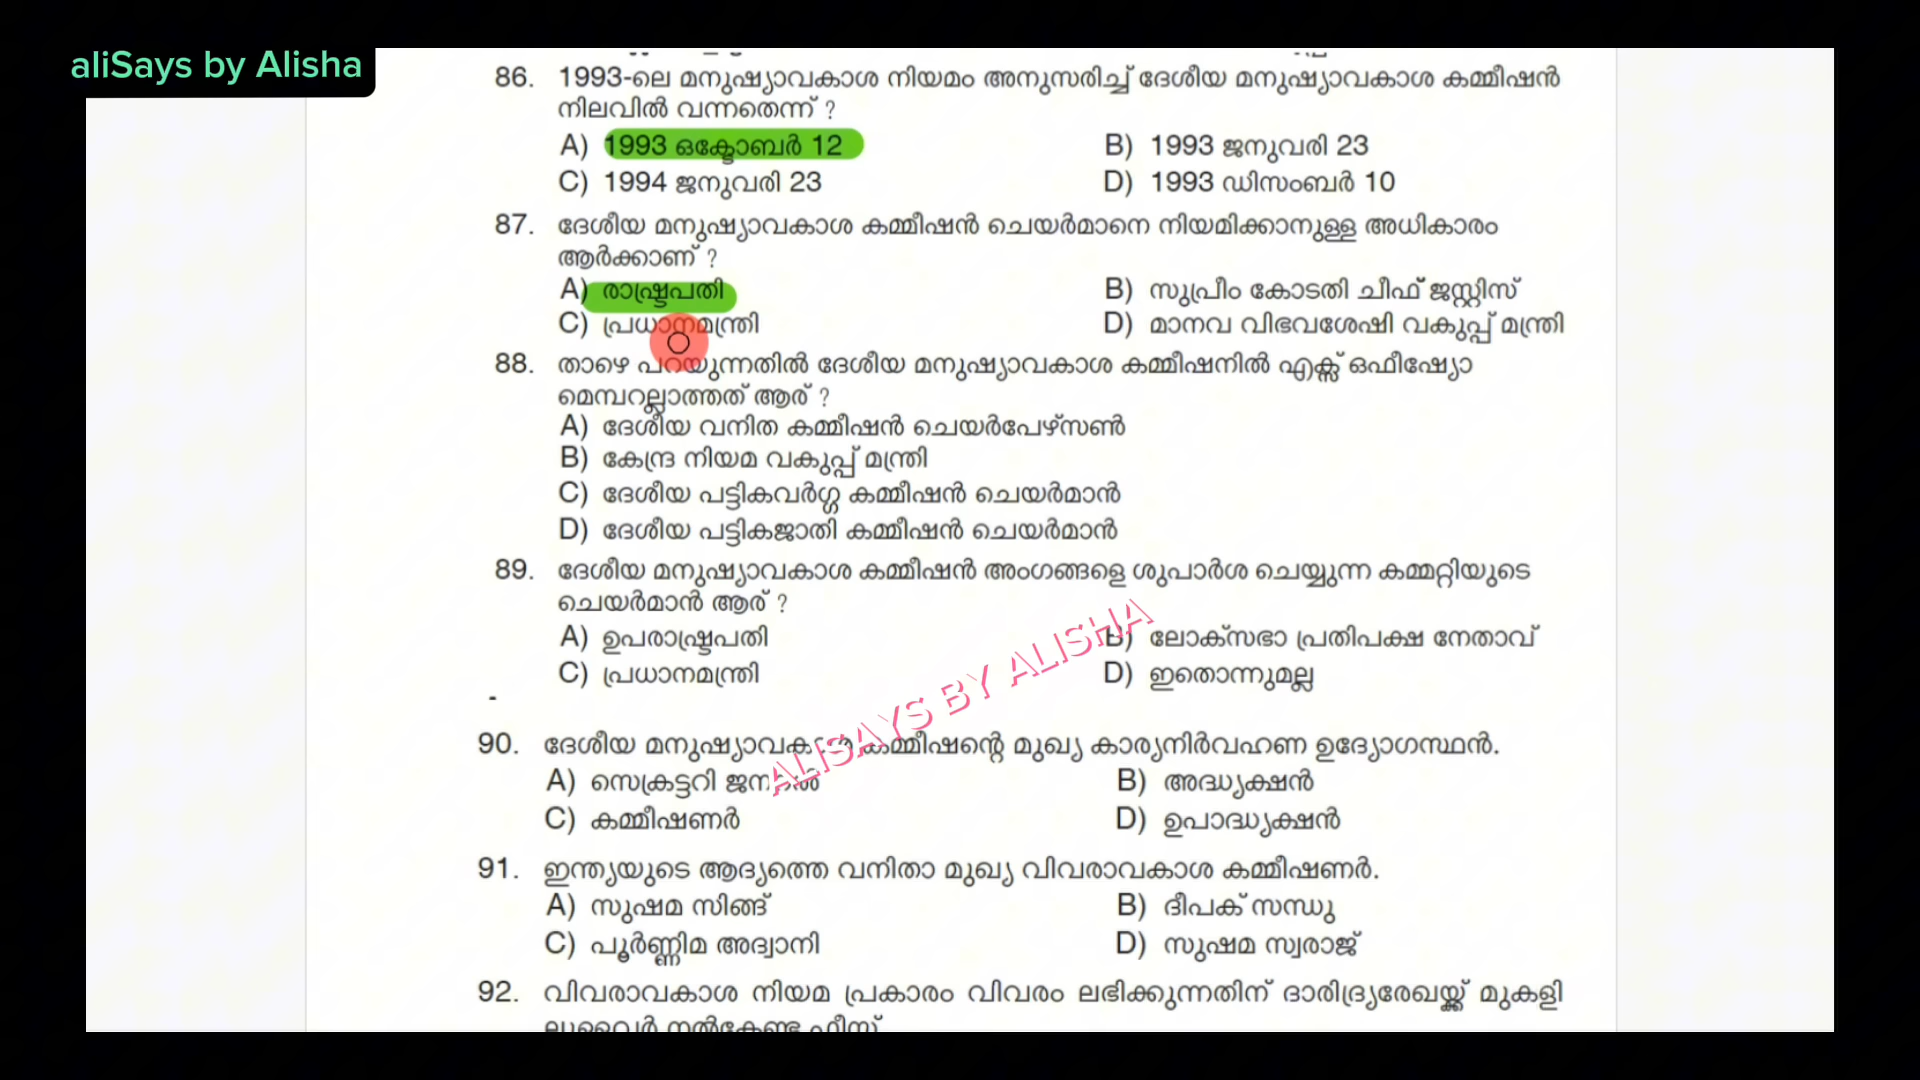 aliSays by Alisha
86. 1993-ലെ മനുഷ്യാവകാശ നിയമം അനുസരിച്ച് ദേശീയ മനുഷ്യാവകാശ കമ്മീഷൻ
നിലവിൽ വന്നതെന്ന് ?
A) 1993 ഒക്ടോബർ 12 B) 1993 ജനുവരി 23
C) 1994 ജനുവരി 23 D) 1993 ഡിസംബർ 10
87. ദേശീയ മനുഷ്യാവകാശ കമ്മീഷൻ ചെയർമാനെ നിയമിക്കാനുള്ള അധികാരം
ആർക്കാണ് ?
A) രാഷ്ട്രപതി B) സുപ്രീം കോടതി ചീഫ് ജസ്റ്റിസ്
C) പ്രധാനമന്ത്രി D) മാനവ വിഭവശേഷി വകുപ്പ് മന്ത്രി
88. താഴെ പറയുന്നതിൽ ദേശീയ മനുഷ്യാവകാശ കമ്മീഷനിൽ എക്സ് ഒഫീഷ്യോ
മെമ്പറല്ലാത്തത് ആര് ?
A) ദേശീയ വനിത കമ്മീഷൻ ചെയർപേഴ്സൺ
B) കേന്ദ്ര നിയമ വകുപ്പ് മന്ത്രി
C) ദേശീയ പട്ടികവർഗ്ഗ കമ്മീഷൻ ചെയർമാൻ
D) ദേശീയ പട്ടികജാതി കമ്മീഷൻ ചെയർമാൻ
89. ദേശീയ മനുഷ്യാവകാശ കമ്മീഷൻ അംഗങ്ങളെ ശുപാർശ ചെയ്യുന്ന കമ്മറ്റിയുടെ
ചെയർമാൻ ആര് ?
A) ഉപരാഷ്ട്രപതി B) ലോക്സഭാ പ്രതിപക്ഷ നേതാവ്
C) പ്രധാനമന്ത്രി D) ഇതൊന്നുമല്ല
ALISAYS BY ALISHA
90. ദേശീയ മനുഷ്യാവകാശ കമ്മീഷന്റെ മുഖ്യ കാര്യനിർവഹണ ഉദ്യോഗസ്ഥൻ.
A) സെക്രട്ടറി ജനറൽ B) അദ്ധ്യക്ഷൻ
C) കമ്മീഷണർ D) ഉപാദ്ധ്യക്ഷൻ
91. ഇന്ത്യയുടെ ആദ്യത്തെ വനിതാ മുഖ്യ വിവരാവകാശ കമ്മീഷണർ.
A) സുഷമ സിങ്ങ് B) ദീപക് സന്ധു
C) പൂർണ്ണിമ അദ്വാനി D) സുഷമ സ്വരാജ്
92. വിവരാവകാശ നിയമ പ്രകാരം വിവരം ലഭിക്കുന്നതിന് ദാരിദ്ര്യരേഖയ്ക്ക് മുകളി